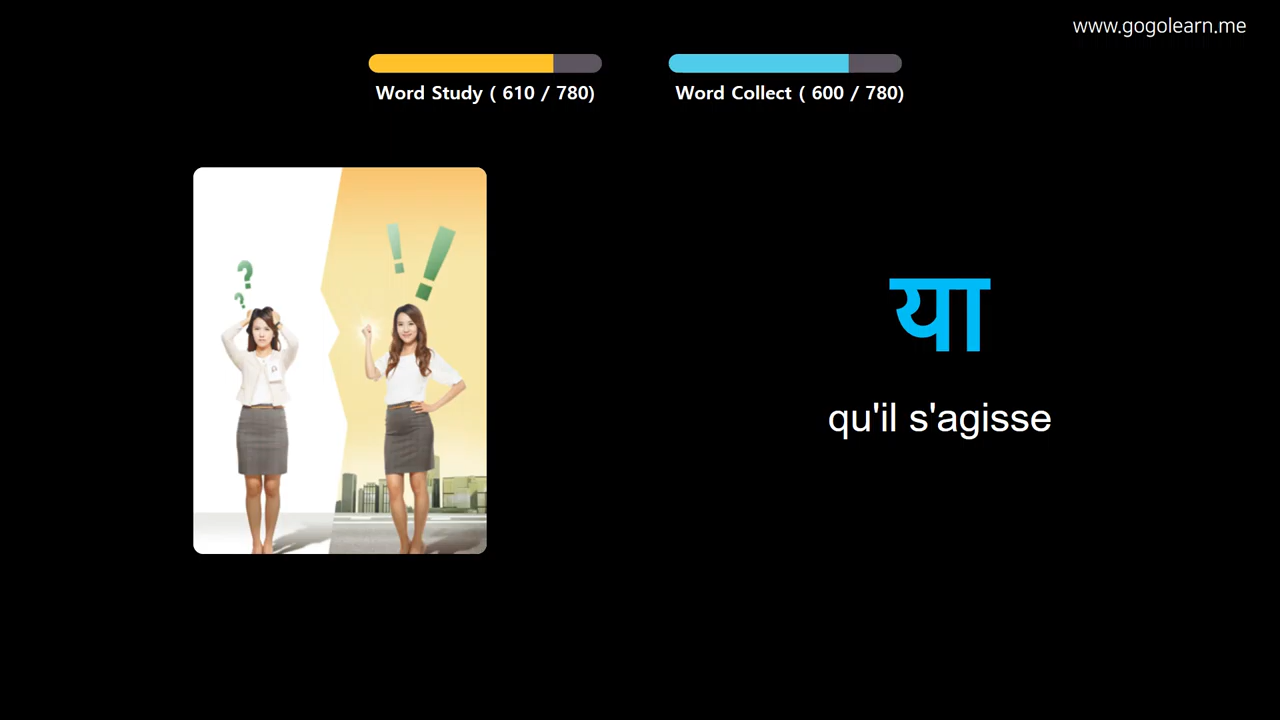 www.gogolearn.me
Word Study ( 610 / 780)
Word Collect ( 600 / 780)
? ?
! !
या
qu'il s'agisse